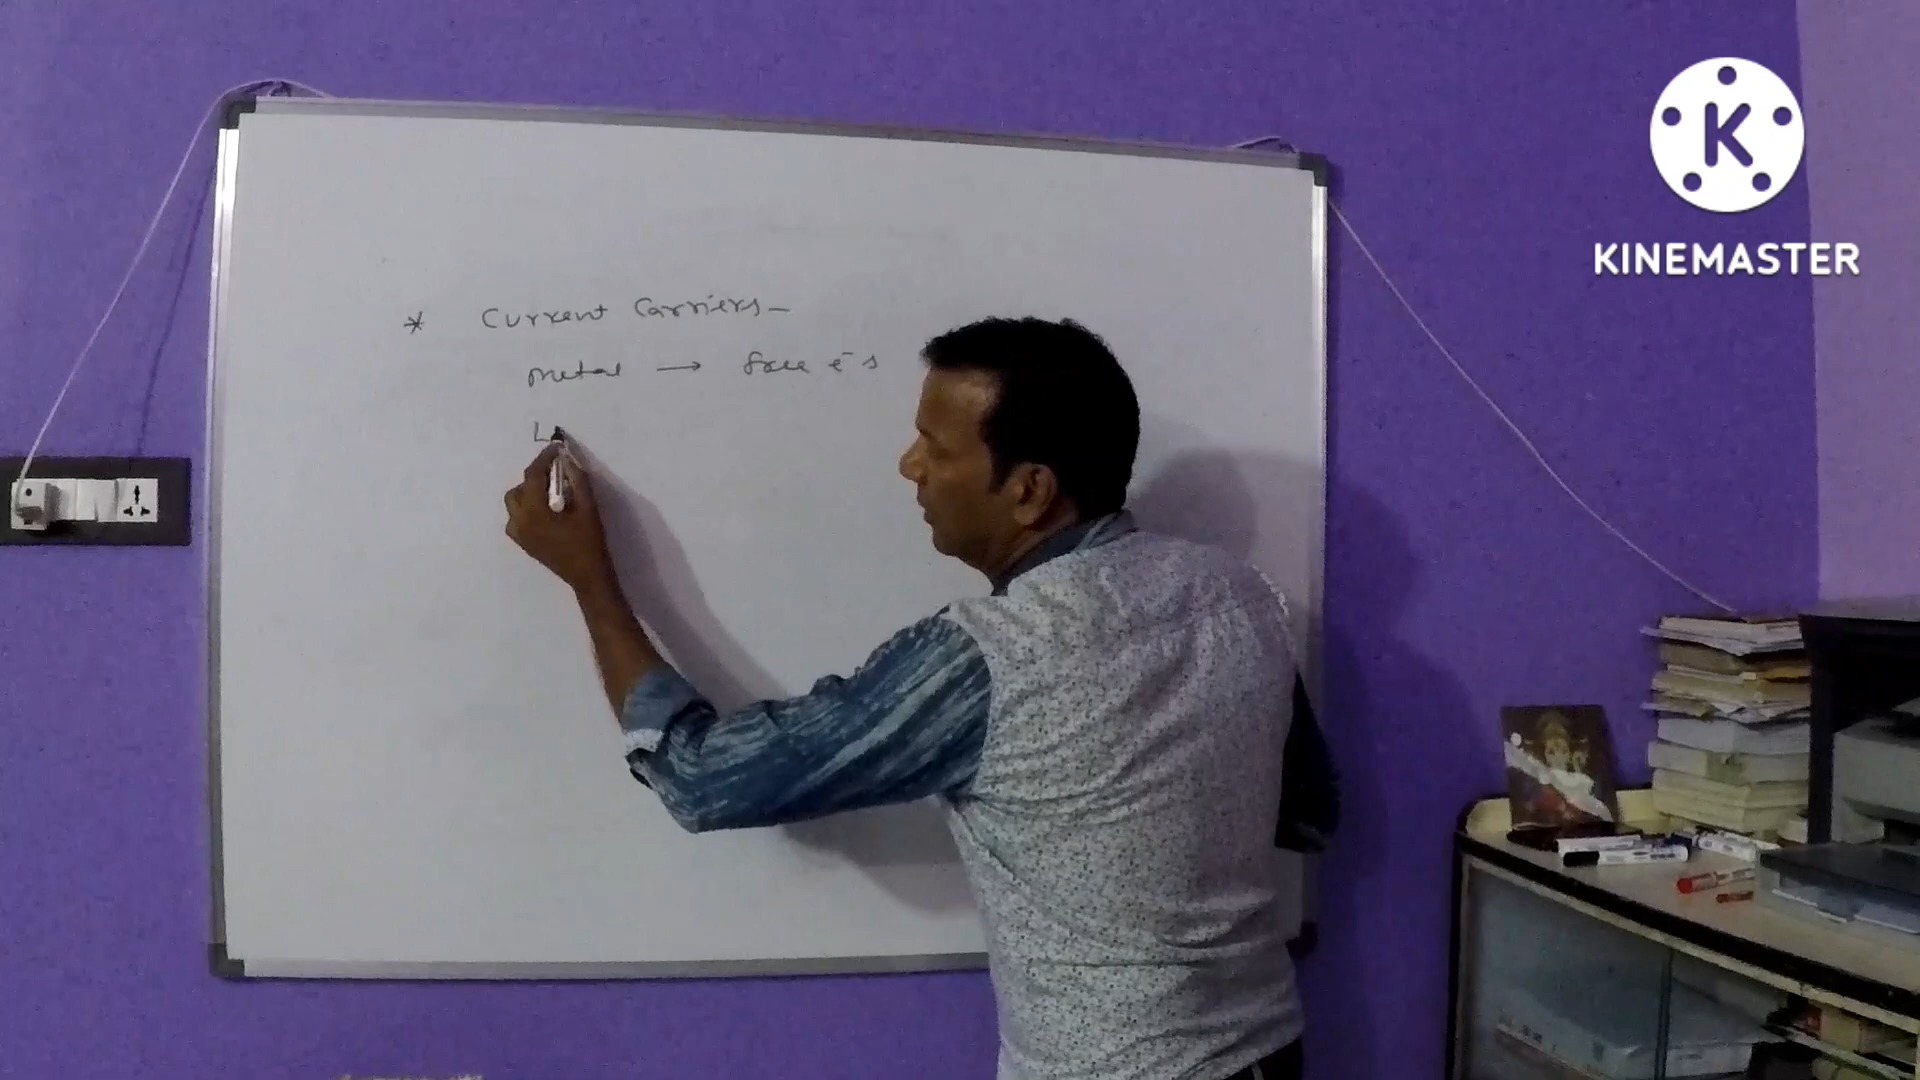 * Current Carriers –
Metal → free e⁻s
L
K
KINEMASTER